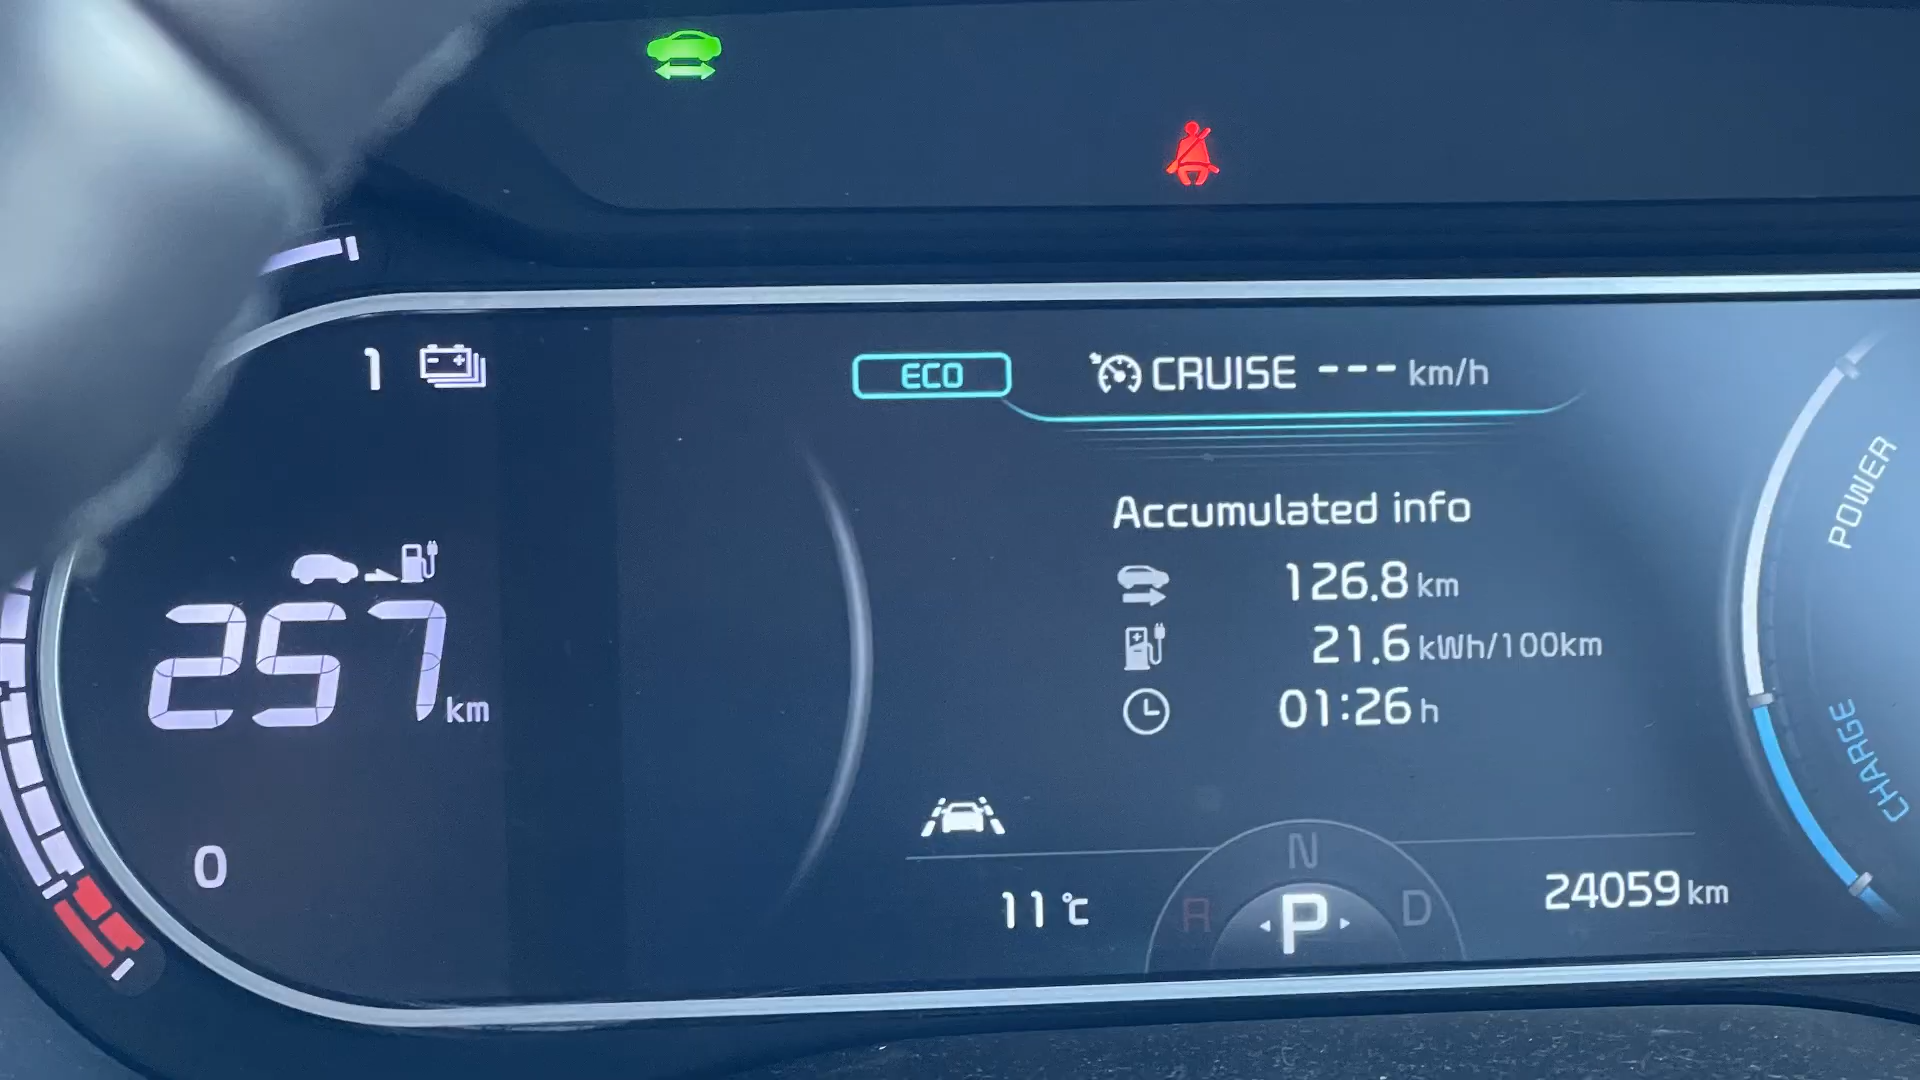 1
ECO
CRUISE --- km/h
Accumulated info
126.8 km
21.6 kWh/100km
01:26 h
257 km
0
POWER
CHARGE
11 °C
R N D
P
24059 km